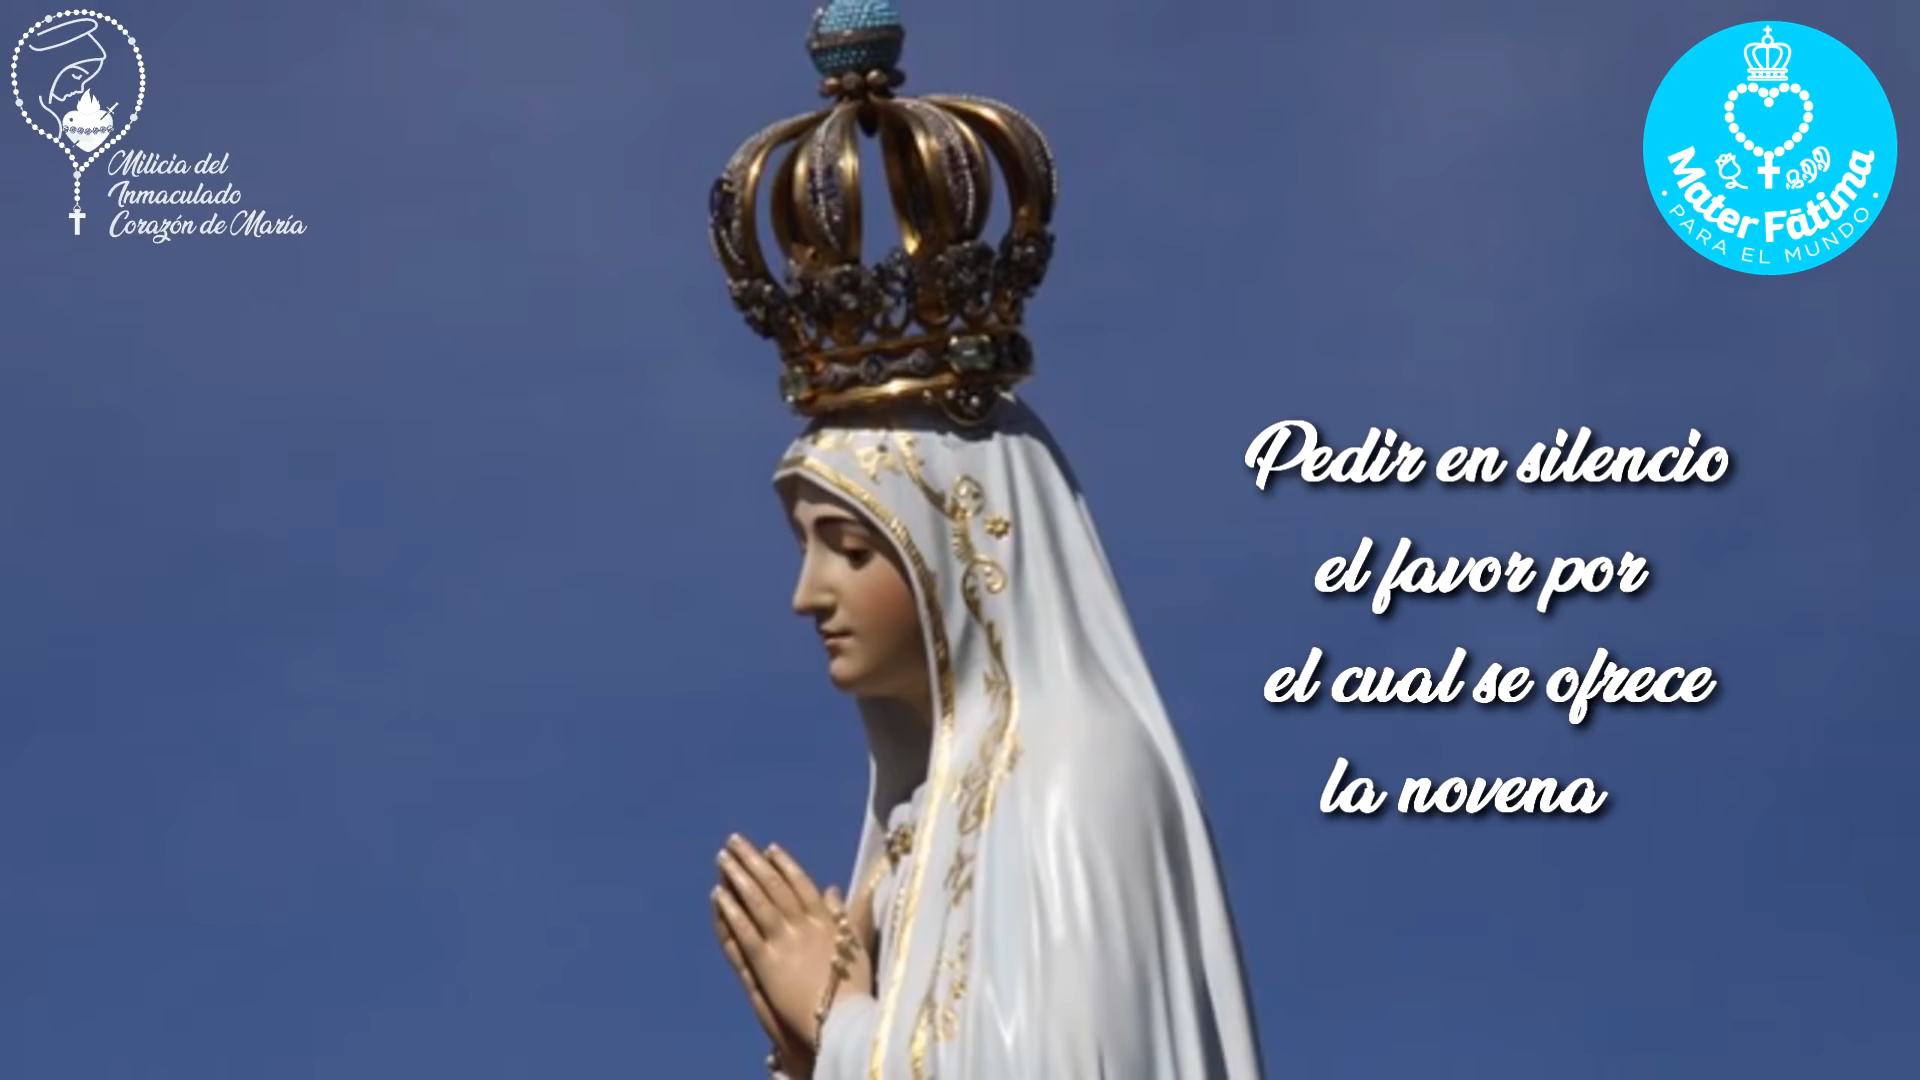 Milicia del
Inmaculado
Corazón de María
Mater Fātima
· PARA EL MUNDO ·
Pedir en silencio
el favor por
el cual se ofrece
la novena